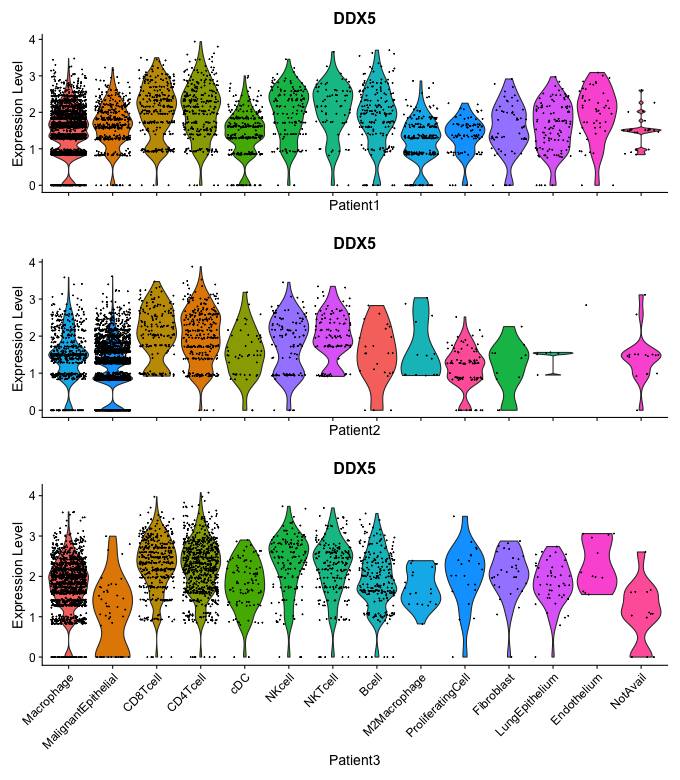 DDX5
4
3
2
1
0
Expression Level
Patient1
DDX5
4
3
2
1
0
Expression Level
Patient2
DDX5
4
3
2
1
0
Expression Level
Macrophage
MalignantEpithelial
CD8Tcell
CD4Tcell
cDC
NKcell
NKTcell
Bcell
M2Macrophage
ProliferatingCell
Fibroblast
LungEpithelium
Endothelium
NotAvail
Patient3